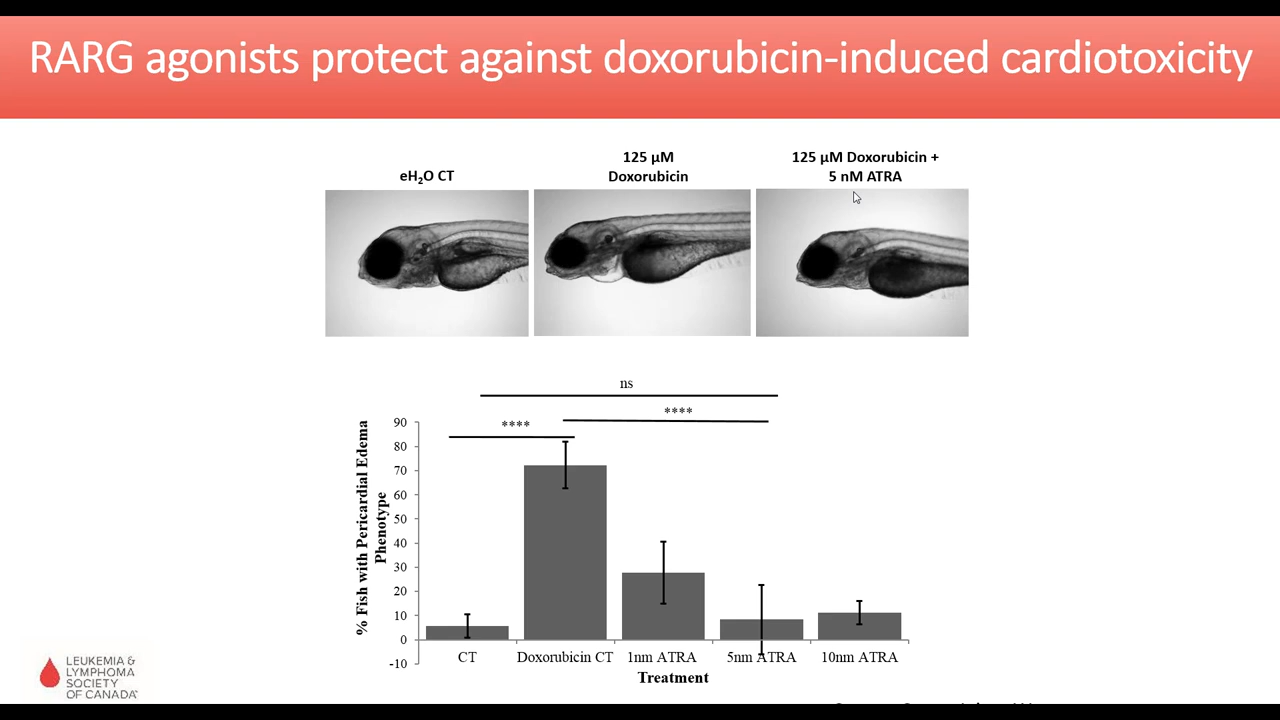 RARG agonists protect against doxorubicin-induced cardiotoxicity
eH₂O CT
125 µM
Doxorubicin
125 µM Doxorubicin +
5 nM ATRA
ns
****
****
% Fish with Pericardial Edema
Phenotype
90
80
70
60
50
40
30
20
10
0
-10
CT
Doxorubicin CT
1nm ATRA
5nm ATRA
10nm ATRA
Treatment
LEUKEMIA &
LYMPHOMA
SOCIETY
OF CANADA